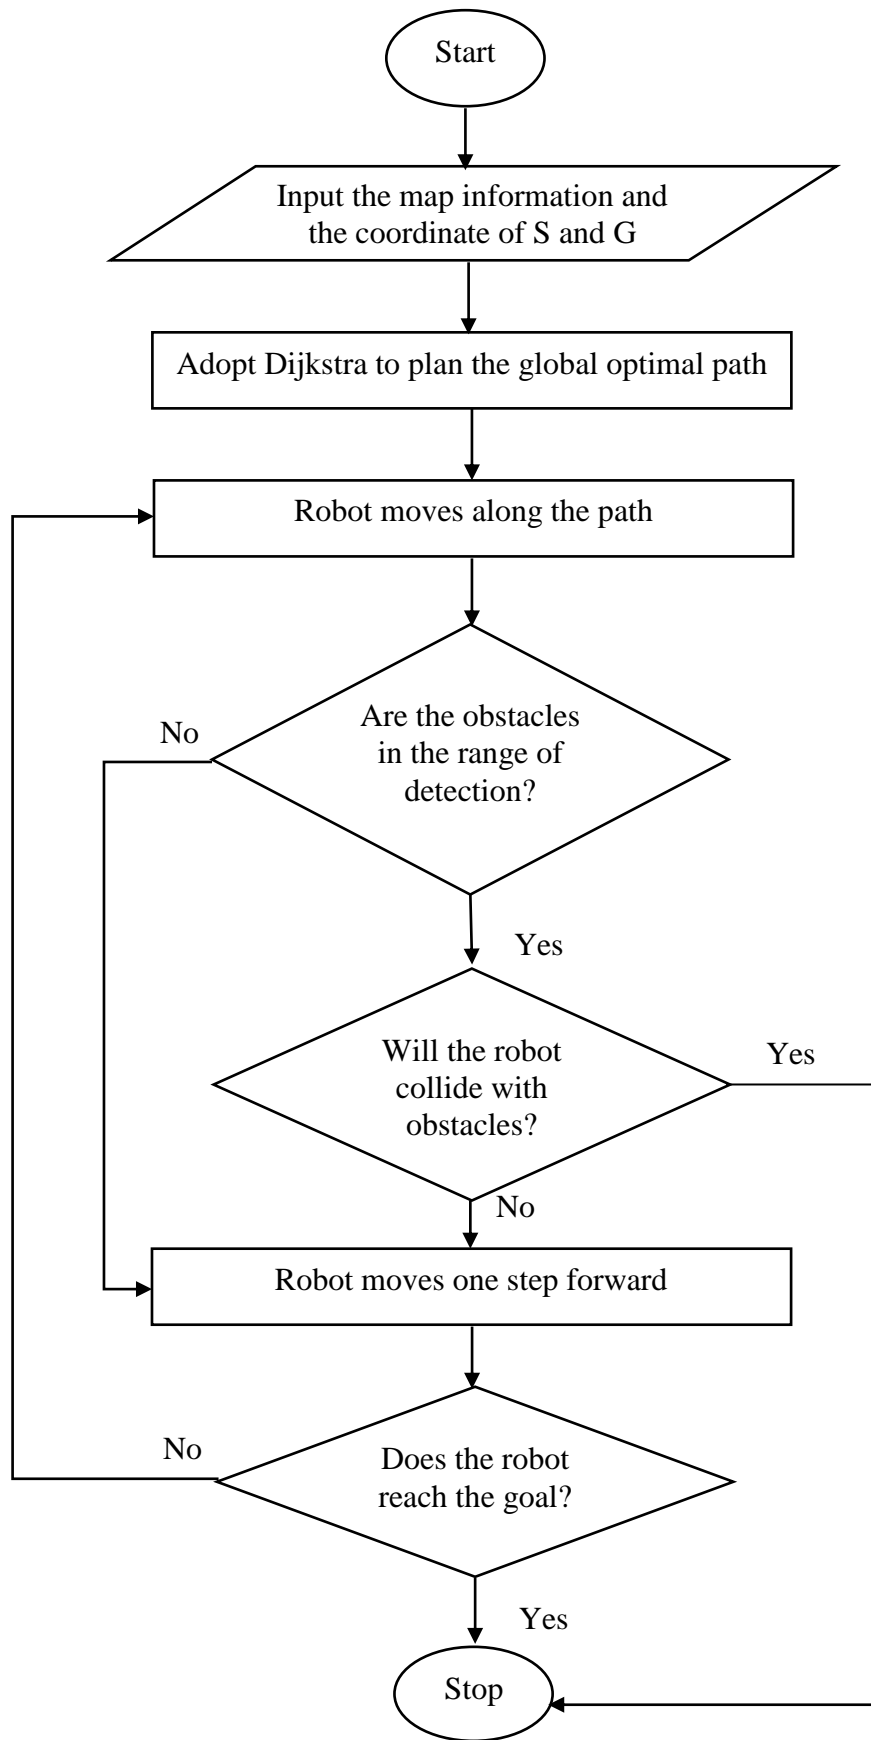 Start
Input the map information and
the coordinate of S and G
Adopt Dijkstra to plan the global optimal path
Robot moves along the path
No
Are the obstacles
in the range of
detection?
Yes
Will the robot
collide with
obstacles?
Yes
No
Robot moves one step forward
No
Does the robot
reach the goal?
Yes
Stop